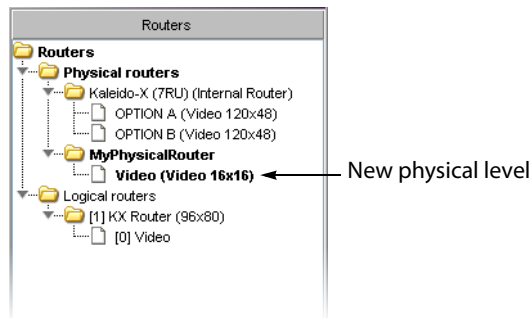 Routers
Routers
Physical routers
Kaleido-X (7RU) (Internal Router)
OPTION A (Video 120x48)
OPTION B (Video 120x48)
MyPhysicalRouter
Video (Video 16x16)
New physical level
Logical routers
[1] KX Router (96x80)
[0] Video